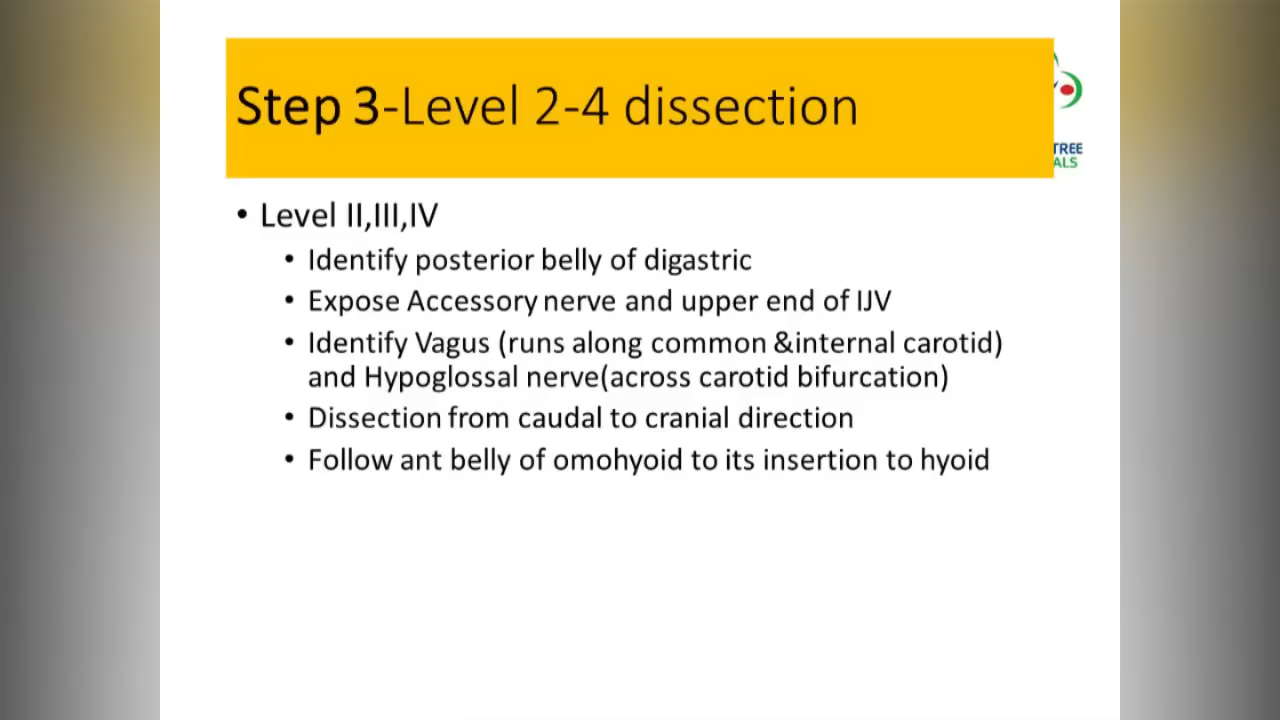 Step 3-Level 2-4 dissection
TREE
ALS
• Level II,III,IV
• Identify posterior belly of digastric
• Expose Accessory nerve and upper end of IJV
• Identify Vagus (runs along common &internal carotid)
and Hypoglossal nerve(across carotid bifurcation)
• Dissection from caudal to cranial direction
• Follow ant belly of omohyoid to its insertion to hyoid